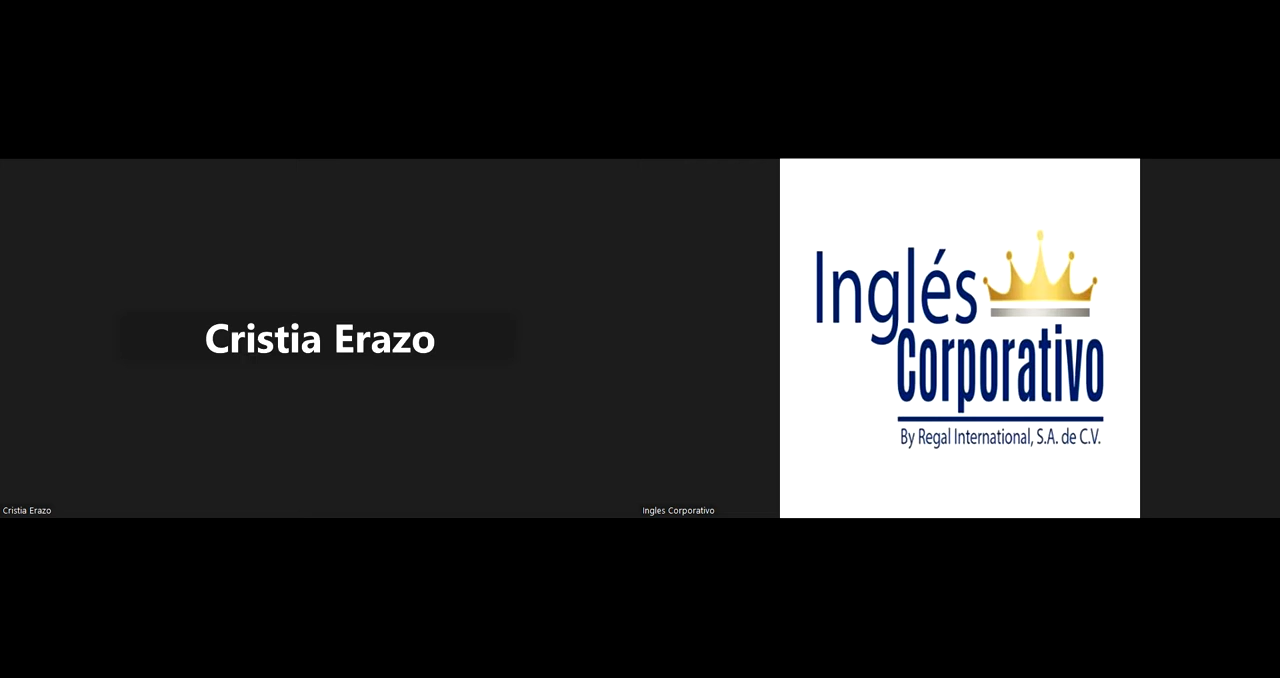 Cristia Erazo
Inglés
Corporativo
By Regal International, S.A. de C.V.
Cristia Erazo
Ingles Corporativo